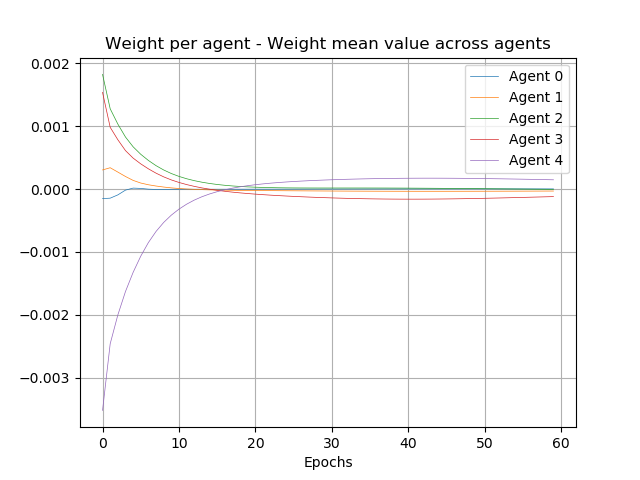 Weight per agent - Weight mean value across agents
0.002
0.001
0.000
−0.001
−0.002
−0.003
Agent 0
Agent 1
Agent 2
Agent 3
Agent 4
0 10 20 30 40 50 60
Epochs